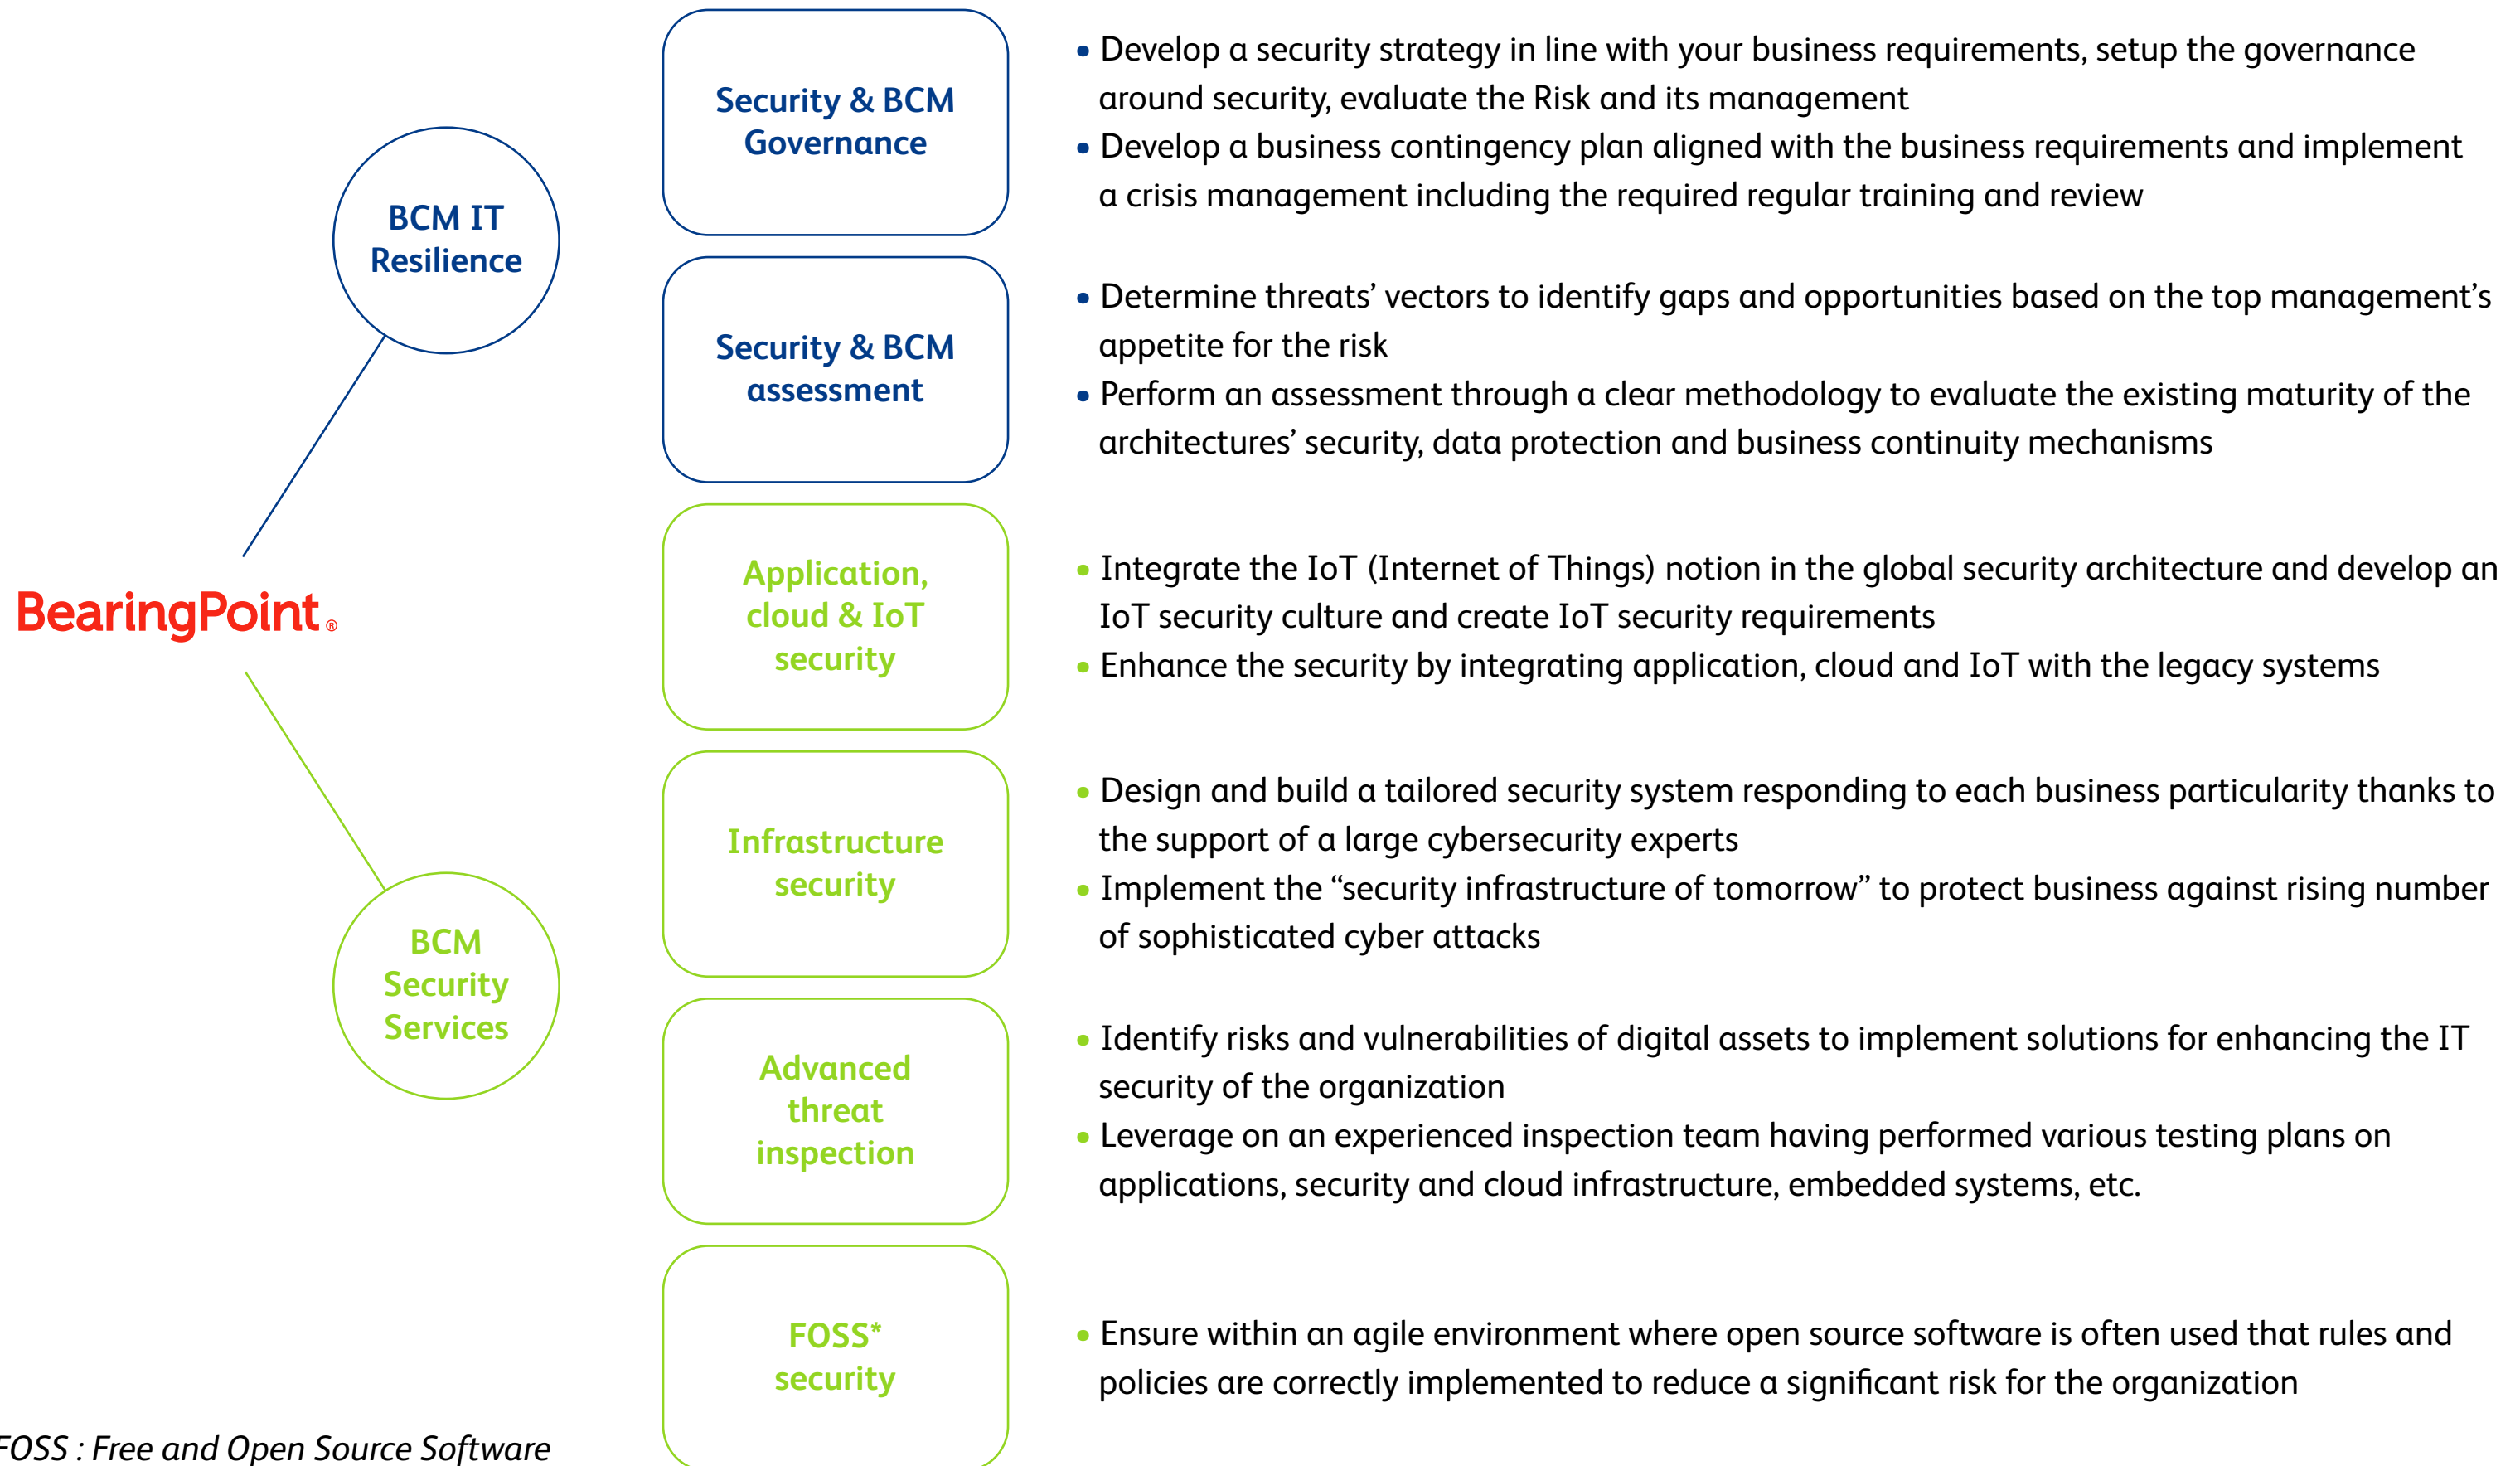 BearingPoint®
BCM IT
Resilience
Security & BCM
Governance
• Develop a security strategy in line with your business requirements, setup the governance
around security, evaluate the Risk and its management
• Develop a business contingency plan aligned with the business requirements and implement
a crisis management including the required regular training and review
Security & BCM
assessment
• Determine threats’ vectors to identify gaps and opportunities based on the top management’s
appetite for the risk
• Perform an assessment through a clear methodology to evaluate the existing maturity of the
architectures’ security, data protection and business continuity mechanisms
BCM
Security
Services
Application,
cloud & IoT
security
• Integrate the IoT (Internet of Things) notion in the global security architecture and develop an
IoT security culture and create IoT security requirements
• Enhance the security by integrating application, cloud and IoT with the legacy systems
Infrastructure
security
• Design and build a tailored security system responding to each business particularity thanks to
the support of a large cybersecurity experts
• Implement the “security infrastructure of tomorrow” to protect business against rising number
of sophisticated cyber attacks
Advanced
threat
inspection
• Identify risks and vulnerabilities of digital assets to implement solutions for enhancing the IT
security of the organization
• Leverage on an experienced inspection team having performed various testing plans on
applications, security and cloud infrastructure, embedded systems, etc.
FOSS*
security
• Ensure within an agile environment where open source software is often used that rules and
policies are correctly implemented to reduce a significant risk for the organization
FOSS : Free and Open Source Software